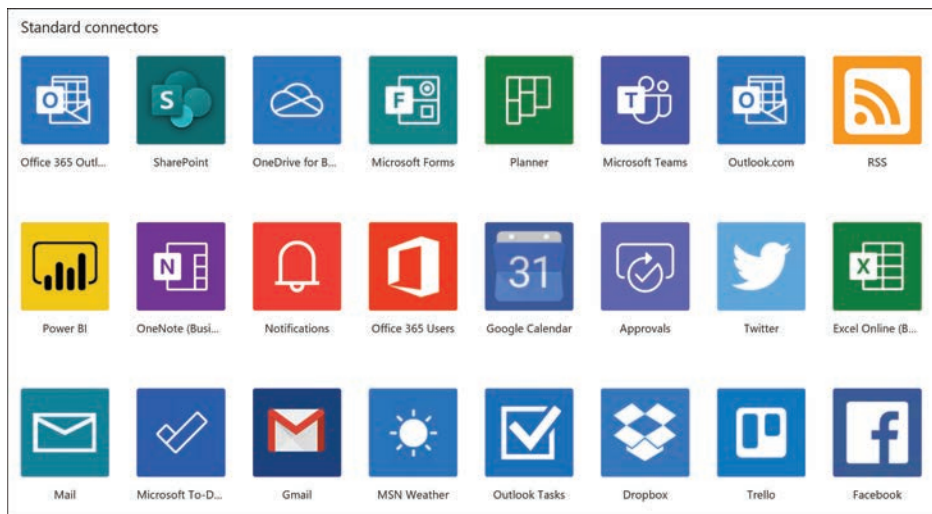 Standard connectors
Office 365 Outl...
SharePoint
OneDrive for B...
Microsoft Forms
Planner
Microsoft Teams
Outlook.com
RSS
Power BI
OneNote (Busi...
Notifications
Office 365 Users
Google Calendar
Approvals
Twitter
Excel Online (B...
Mail
Microsoft To-D...
Gmail
MSN Weather
Outlook Tasks
Dropbox
Trello
Facebook
O
S
F
T
O
N
31
X
M
f